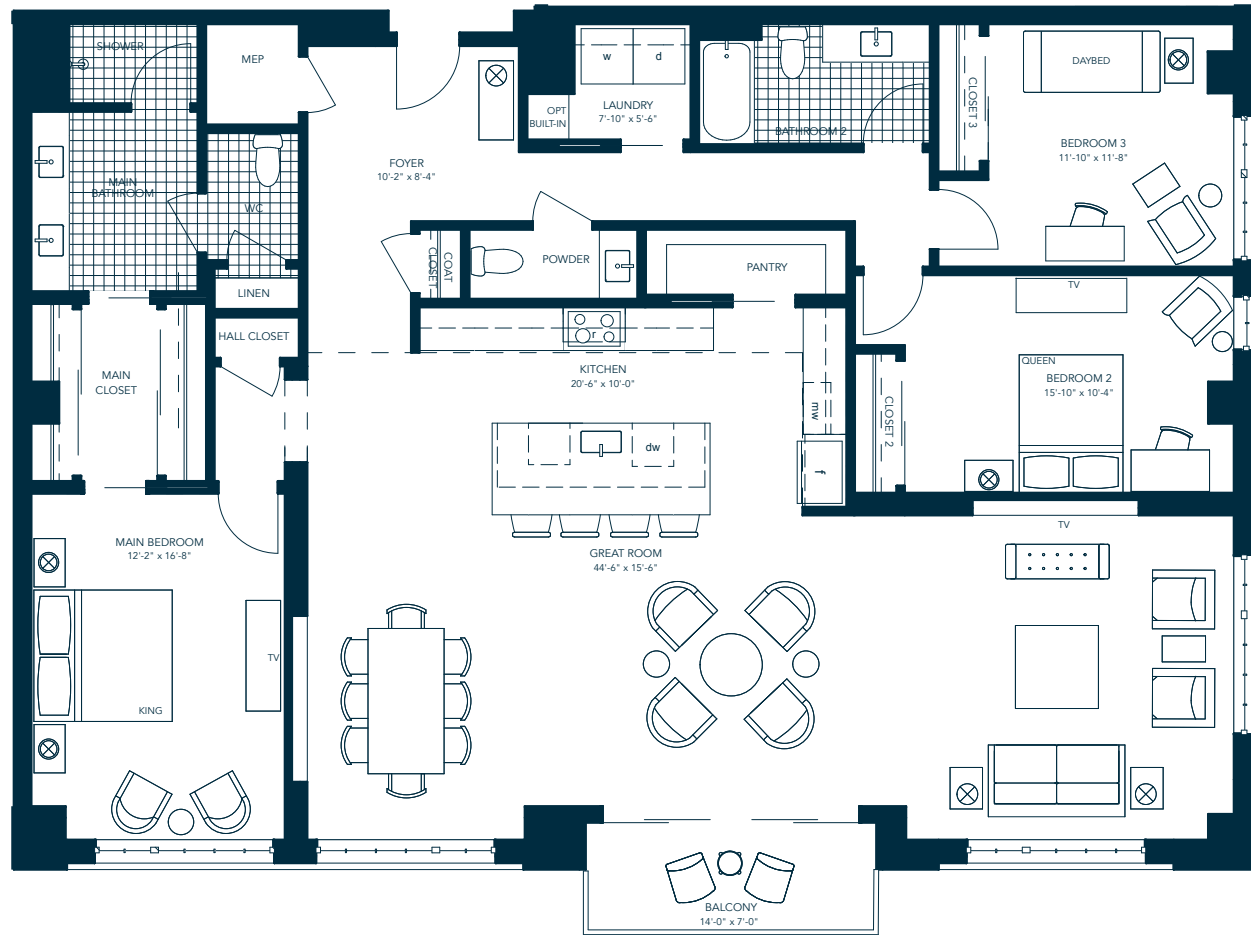 SHOWER
MEP
w
d
OPT
BUILT-IN
LAUNDRY
7'-10" x 5'-6"
BATHROOM 2
CLOSET 3
DAYBED
BEDROOM 3
11'-10" x 11'-8"
FOYER
10'-2" x 8'-4"
MAIN
BATHROOM
WC
LINEN
HALL CLOSET
COAT
CLOSET
POWDER
PANTRY
TV
r
KITCHEN
20'-6" x 10'-0"
MAIN
CLOSET
mw
f
dw
CLOSET 2
QUEEN
BEDROOM 2
15'-10" x 10'-4"
MAIN BEDROOM
12'-2" x 16'-8"
TV
KING
GREAT ROOM
44'-6" x 15'-6"
TV
BALCONY
14'-0" x 7'-0"